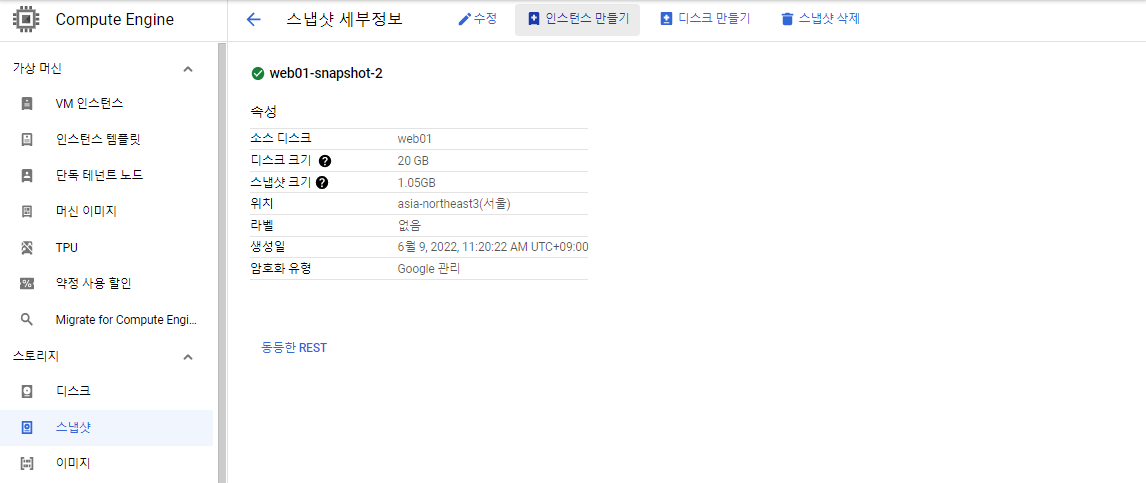 Compute Engine
스냅샷 세부정보
수정
인스턴스 만들기
디스크 만들기
스냅샷 삭제
가상 머신
VM 인스턴스
인스턴스 템플릿
단독 테넌트 노드
머신 이미지
TPU
약정 사용 할인
Migrate for Compute Engi...
스토리지
디스크
스냅샷
이미지
web01-snapshot-2
속성
소스 디스크 web01
디스크 크기 20 GB
스냅샷 크기 1.05GB
위치 asia-northeast3(서울)
라벨 없음
생성일 6월 9, 2022, 11:20:22 AM UTC+09:00
암호화 유형 Google 관리
동등한 REST